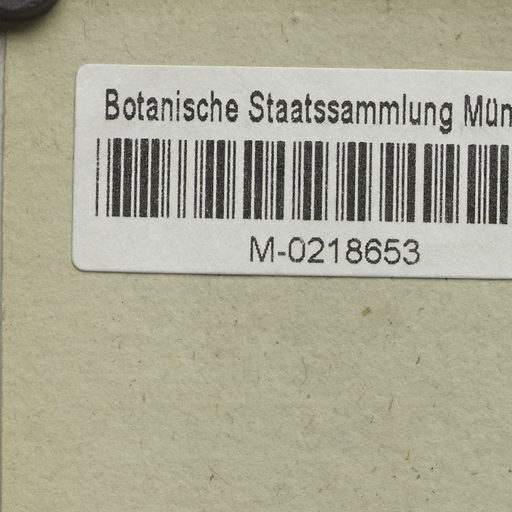 Botanische Staatssammlung Mün
M-0218653